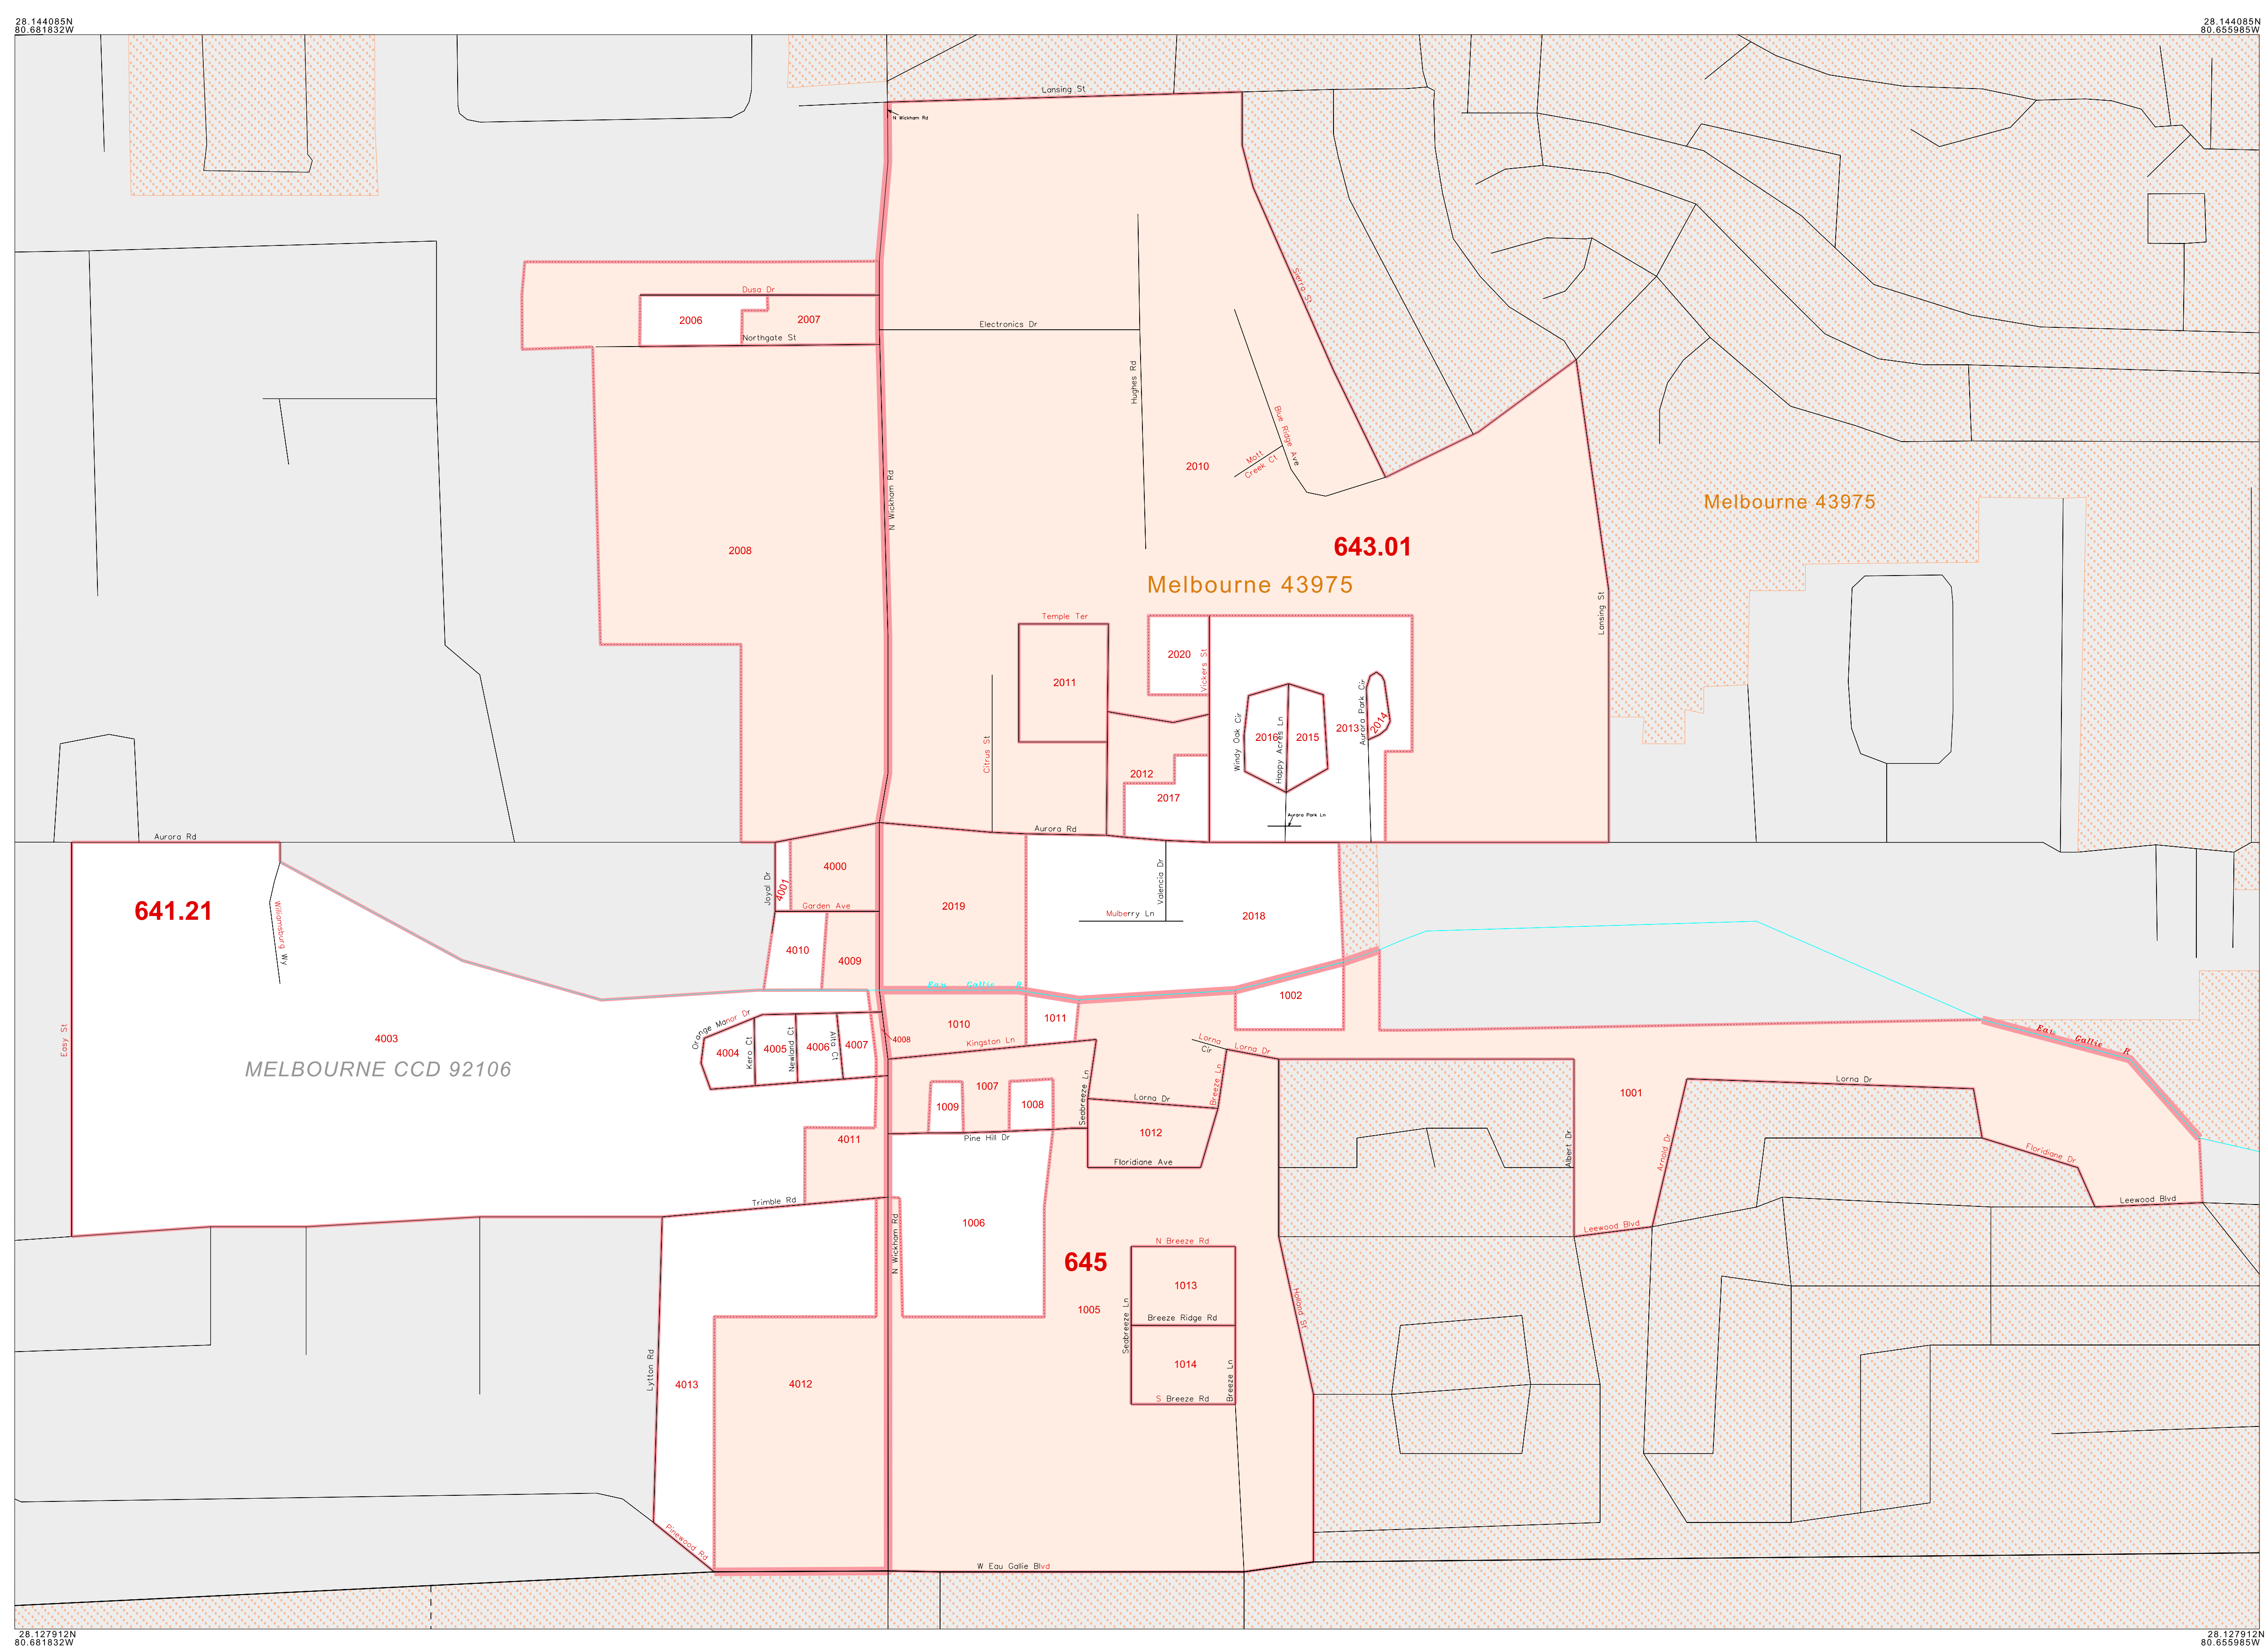 28.144085N
80.681832W
28.144085N
80.655985W
Lansing St
N Wickham Rd
Sierra St
Dusa Dr
2006
2007
Northgate St
Electronics Dr
Hughes Rd
Blue Ridge Ave
Mott
Creek Ct
2010
N Wickham Rd
Melbourne 43975
2008
643.01
Melbourne 43975
Lansing St
Temple Ter
2020
Vickers St
2011
Citrus St
Windy Oak Cir
2016
Happy Acres Ln
2015
2013
Aurora Park Cir
2014
2012
2017
Aurora Park Ln
Aurora Rd
Aurora Rd
641.21
Williamsburg Wy
Joyal Dr
4001
4000
Garden Ave
4010
4009
2019
Valencia Dr
Mulberry Ln
2018
Eau Gallie R
1002
1010
1011
4008
Kingston Ln
Easy St
4003
MELBOURNE CCD 92106
Orange Manor Dr
4004
Kero Ct
4005
Newland Ct
4006
Alta Ct
4007
Lorna
Cir
Lorna Dr
Breeze Ln
Eau Gallie R
1007
1009
1008
Seabreeze Ln
Lorna Dr
1012
1001
Lorna Dr
Pine Hill Dr
4011
Floridiane Ave
Albert Dr
Arnold Dr
Floridiane Dr
Leewood Blvd
Leewood Blvd
Trimble Rd
N Wickham Rd
1006
645
N Breeze Rd
1013
1005
Seabreeze Ln
Breeze Ridge Rd
Holland St
1014
Breeze Ln
S Breeze Rd
Lytton Rd
4013
4012
Pinewood Rd
W Eau Gallie Blvd
28.127912N
80.681832W
28.127912N
80.655985W